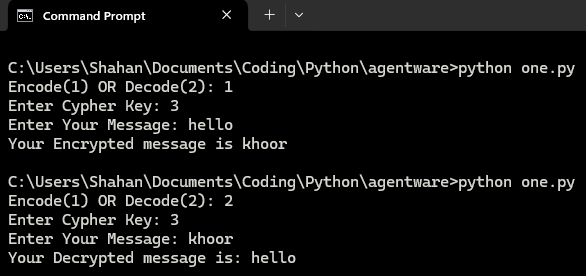 Command Prompt
C:\Users\Shahan\Documents\Coding\Python\agentware>python one.py
Encode(1) OR Decode(2): 1
Enter Cypher Key: 3
Enter Your Message: hello
Your Encrypted message is khoor
C:\Users\Shahan\Documents\Coding\Python\agentware>python one.py
Encode(1) OR Decode(2): 2
Enter Cypher Key: 3
Enter Your Message: khoor
Your Decrypted message is: hello